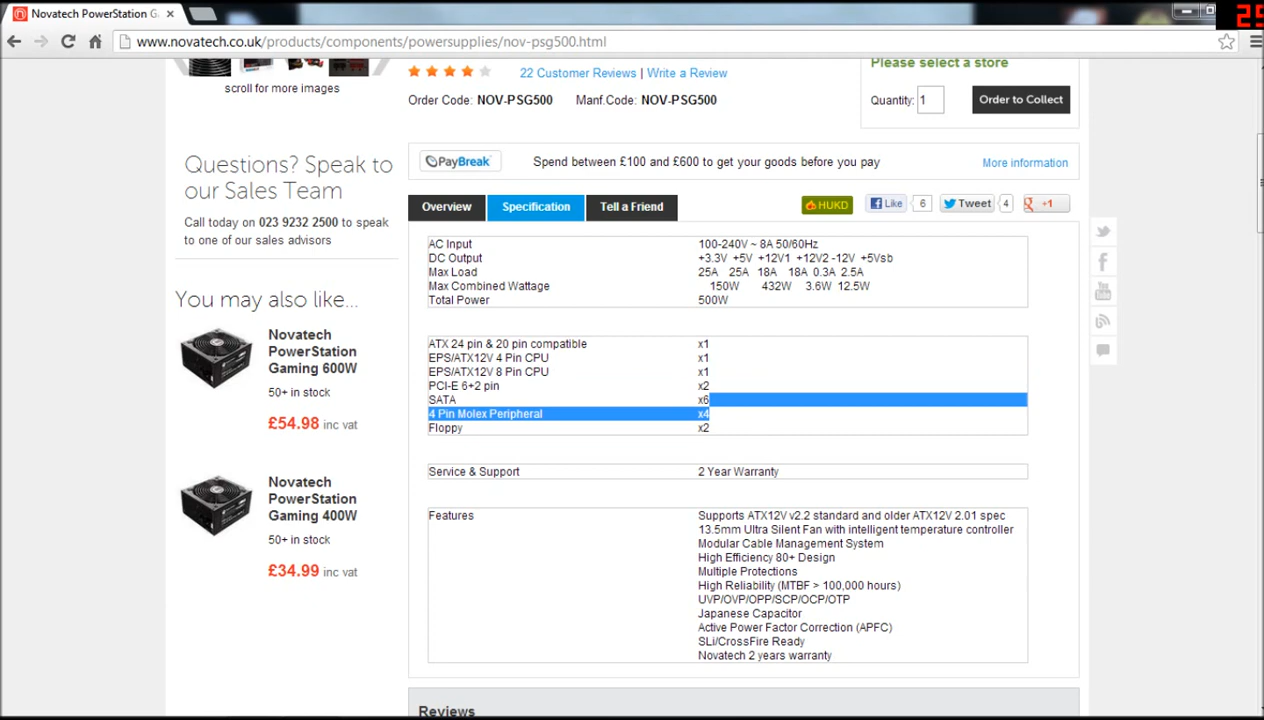 Novatech PowerStation G
25
www.novatech.co.uk/products/components/powersupplies/nov-psg500.html
scroll for more images
22 Customer Reviews | Write a Review
Order Code: NOV-PSG500 Manf.Code: NOV-PSG500
Please select a store
Quantity: 1 Order to Collect
Questions? Speak to
our Sales Team
Call today on 023 9232 2500 to speak
to one of our sales advisors
PayBreak Spend between £100 and £600 to get your goods before you pay More information
Overview Specification Tell a Friend HUKD Like 6 Tweet 4 +1
AC Input 100-240V ~ 8A 50/60Hz
DC Output +3.3V +5V +12V1 +12V2 -12V +5Vsb
Max Load 25A 25A 18A 18A 0.3A 2.5A
Max Combined Wattage 150W 432W 3.6W 12.5W
Total Power 500W
ATX 24 pin & 20 pin compatible x1
EPS/ATX12V 4 Pin CPU x1
EPS/ATX12V 8 Pin CPU x1
PCI-E 6+2 pin x2
SATA x6
4 Pin Molex Peripheral x4
Floppy x2
Service & Support 2 Year Warranty
Features Supports ATX12V v2.2 standard and older ATX12V 2.01 spec
13.5mm Ultra Silent Fan with intelligent temperature controller
Modular Cable Management System
High Efficiency 80+ Design
Multiple Protections
High Reliability (MTBF > 100,000 hours)
UVP/OVP/OPP/SCP/OCP/OTP
Japanese Capacitor
Active Power Factor Correction (APFC)
SLi/CrossFire Ready
Novatech 2 years warranty
You may also like...
Novatech
PowerStation
Gaming 600W
50+ in stock
£54.98 inc vat
Novatech
PowerStation
Gaming 400W
50+ in stock
£34.99 inc vat
Reviews